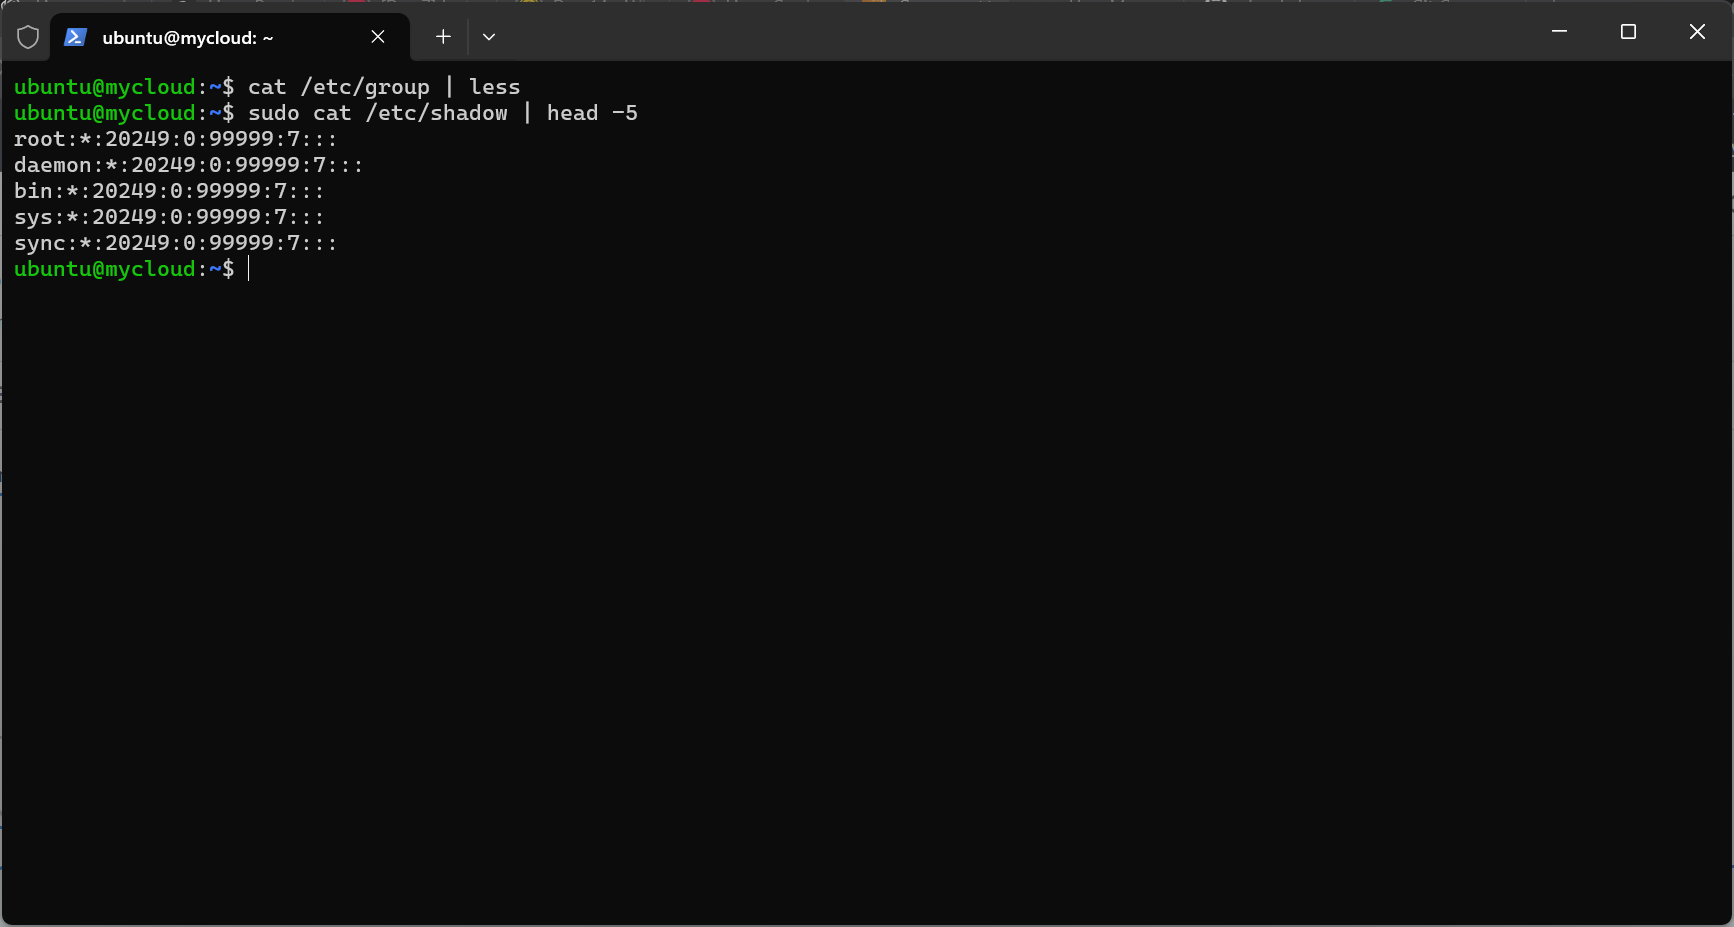 ubuntu@mycloud: ~
ubuntu@mycloud:~$ cat /etc/group | less
ubuntu@mycloud:~$ sudo cat /etc/shadow | head -5
root:*:20249:0:99999:7:::
daemon:*:20249:0:99999:7:::
bin:*:20249:0:99999:7:::
sys:*:20249:0:99999:7:::
sync:*:20249:0:99999:7:::
ubuntu@mycloud:~$